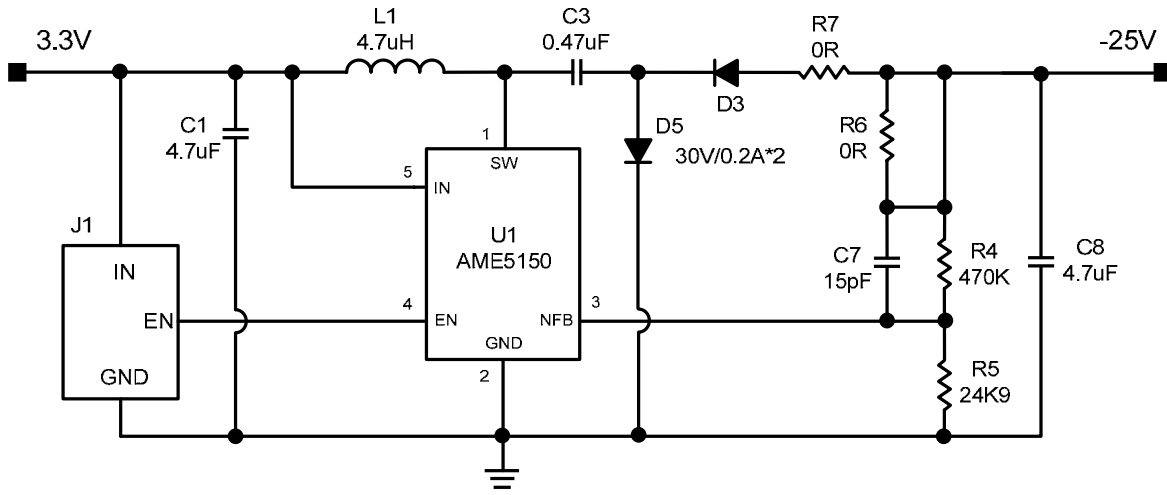 3.3V
L1
4.7uH
C3
0.47uF
R7
0R
-25V
D3
C1
4.7uF
1
SW
D5
30V/0.2A*2
R6
0R
5
IN
J1
U1
AME5150
C7
15pF
R4
470K
C8
4.7uF
IN
EN
4
EN
NFB
3
GND
GND
2
R5
24K9